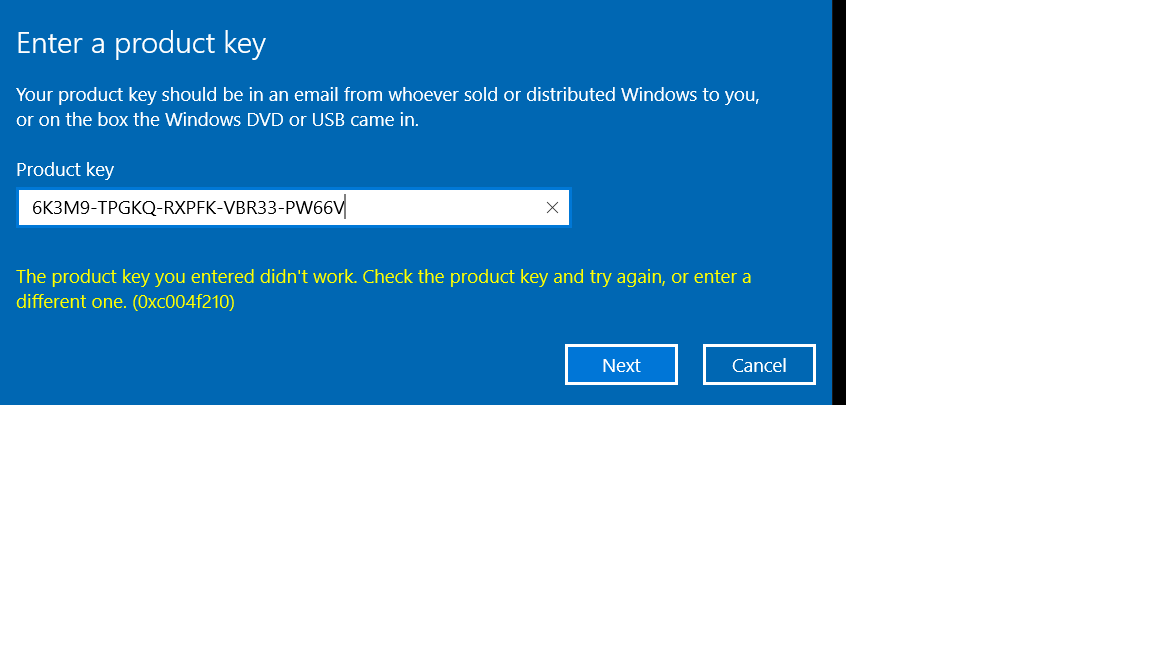 Enter a product key
Your product key should be in an email from whoever sold or distributed Windows to you,
or on the box the Windows DVD or USB came in.
Product key
6K3M9-TPGKQ-RXPFK-VBR33-PW66V
The product key you entered didn't work. Check the product key and try again, or enter a
different one. (0xc004f210)
Next
Cancel